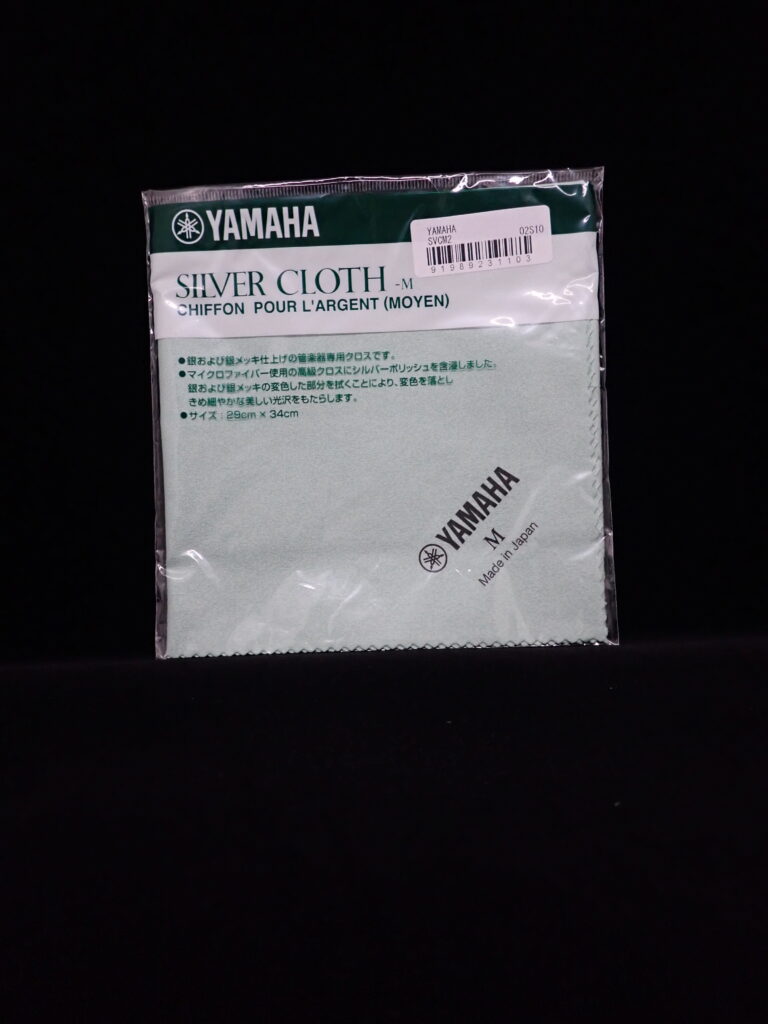 YAMAHA
YAMAHA 02S10
SVCM2
91989231103
SILVER CLOTH -M
CHIFFON POUR L'ARGENT (MOYEN)
●銀および銀メッキ仕上げの管楽器専用クロスです。
●マイクロファイバー使用の高級クロスにシルバーポリッシュを含浸しました。
銀および銀メッキの変色した部分を拭くことにより、変色を落とし
きめ細やかな美しい光沢をもたらします。
●サイズ：29cm × 34cm
YAMAHA
M
Made in Japan